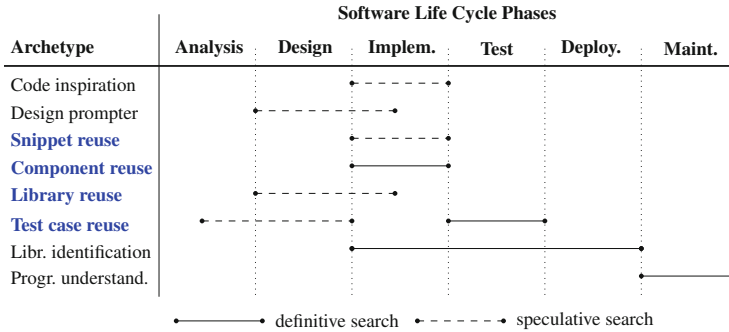 Software Life Cycle Phases
Archetype Analysis Design Implem. Test Deploy. Maint.
Code inspiration
Design prompter
Snippet reuse
Component reuse
Library reuse
Test case reuse
Libr. identification
Progr. understand.
definitive search speculative search